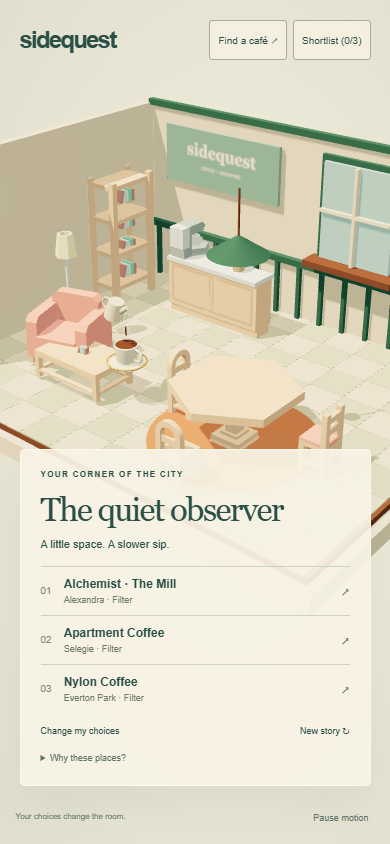 sidequest
Find a café ↗
Shortlist (0/3)
sidequest
YOUR CORNER OF THE CITY
The quiet observer
A little space. A slower sip.
01
Alchemist · The Mill
Alexandra · Filter
↗
02
Apartment Coffee
Selegie · Filter
↗
03
Nylon Coffee
Everton Park · Filter
↗
Change my choices
New story ↻
▶ Why these places?
Your choices change the room.
Pause motion